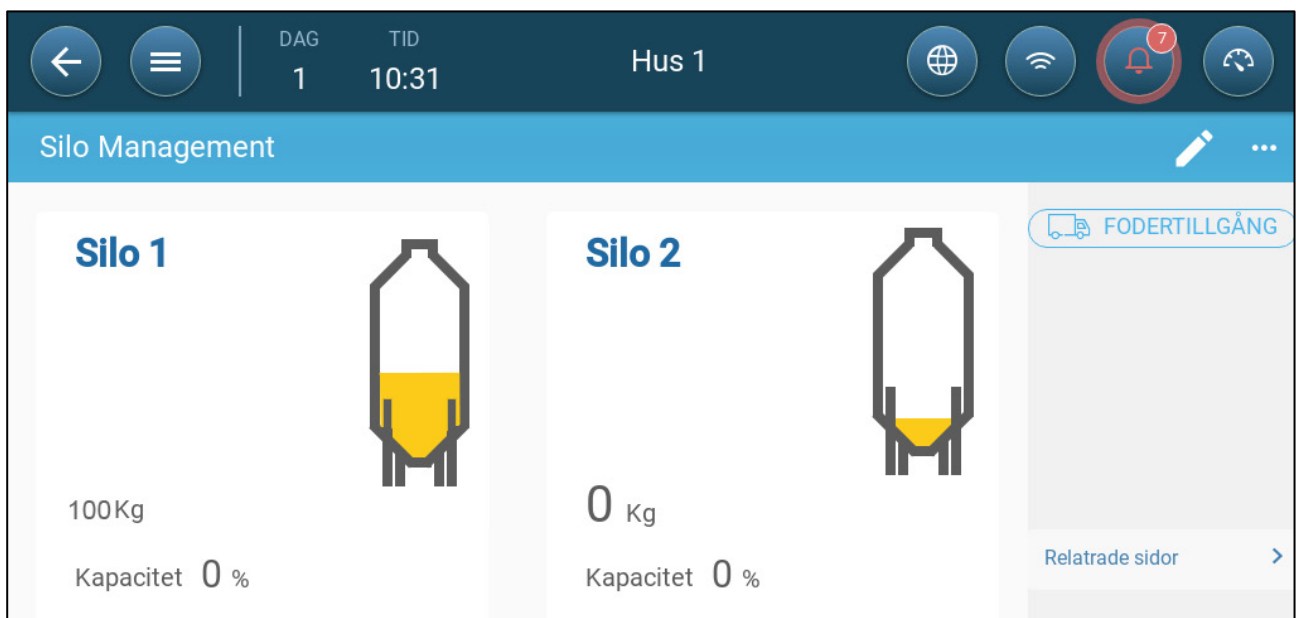 DAG TID
1 10:31 Hus 1 7
Silo Management
Silo 1 Silo 2 FODERTILLGÅNG
100Kg 0 Kg
Relatrade sidor
Kapacitet 0 % Kapacitet 0 %